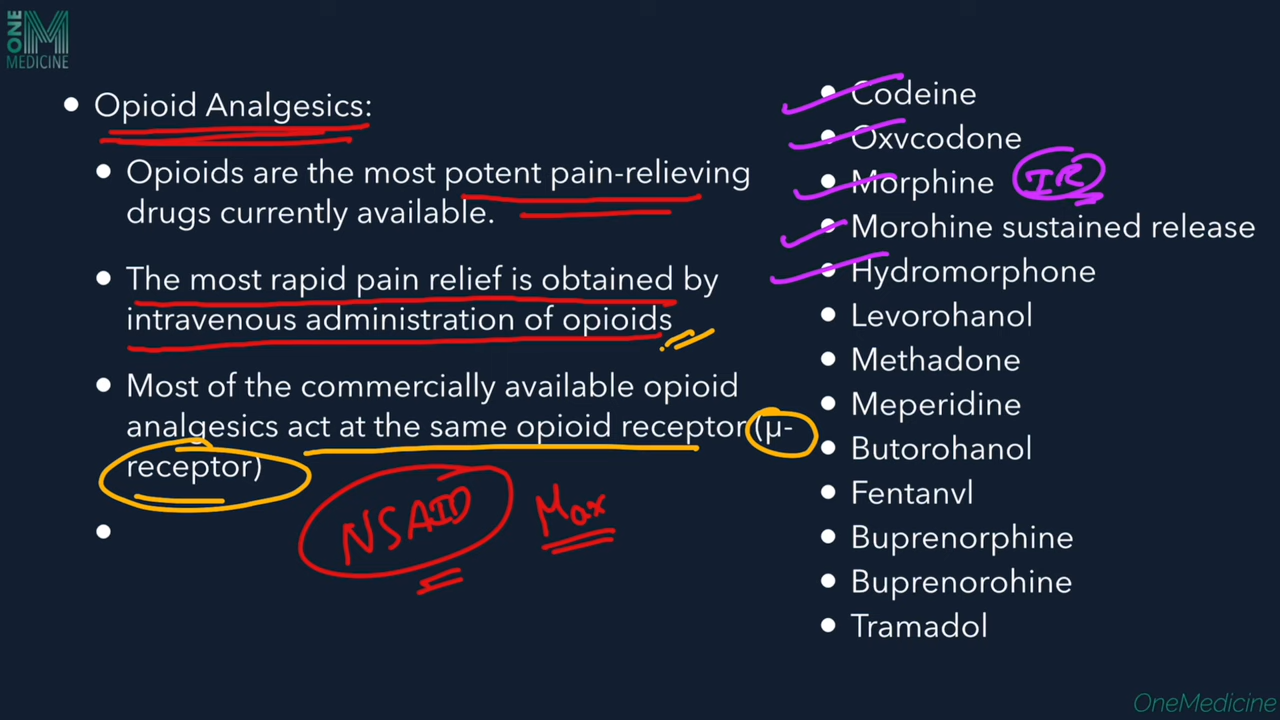 ONE
MEDICINE
Opioid Analgesics:
Opioids are the most potent pain-relieving
drugs currently available.
The most rapid pain relief is obtained by
intravenous administration of opioids
Most of the commercially available opioid
analgesics act at the same opioid receptor (μ-
receptor)
NSAID
Max
Codeine
Oxvcodone
Morphine IR
Morohine sustained release
Hydromorphone
Levorohanol
Methadone
Meperidine
Butorohanol
Fentanvl
Buprenorphine
Buprenorohine
Tramadol
OneMedicine